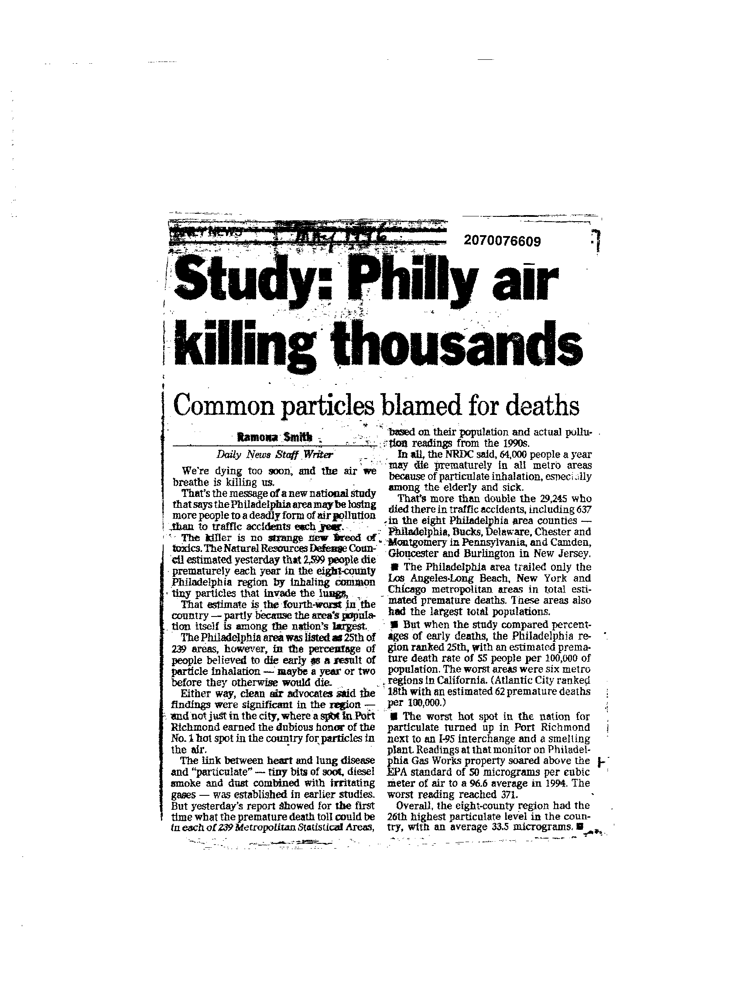 DAILY NEWS
May 1996
2070076609
Study: Philly air
killing thousands
Common particles blamed for deaths
Ramona Smith
Daily News Staff Writer
We're dying too soon, and the air we
breathe is killing us.
That's the message of a new national study
that says the Philadelphia area may be losing
more people to a deadly form of air pollution
than to traffic accidents each year.
The killer is no strange new breed of
toxics. The Natural Resources Defense Coun-
cil estimated yesterday that 2,599 people die
prematurely each year in the eight-county
Philadelphia region by inhaling common
tiny particles that invade the lungs,
That estimate is the fourth-worst in the
country — partly because the area's popula-
tion itself is among the nation's largest.
The Philadelphia area was listed as 25th of
239 areas, however, in the percentage of
people believed to die early as a result of
particle inhalation — maybe a year or two
before they otherwise would die.
Either way, clean air advocates said the
findings were significant in the region —
and not just in the city, where a spot in Port
Richmond earned the dubious honor of the
No. 1 hot spot in the country for particles in
the air.
The link between heart and lung disease
and "particulate" — tiny bits of soot, diesel
smoke and dust combined with irritating
gases — was established in earlier studies.
But yesterday's report showed for the first
time what the premature death toll could be
in each of 239 Metropolitan Statistical Areas,
based on their population and actual pollu-
tion readings from the 1990s.
In all, the NRDC said, 64,000 people a year
may die prematurely in all metro areas
because of particulate inhalation, especially
among the elderly and sick.
That's more than double the 29,245 who
died there in traffic accidents, including 637
in the eight Philadelphia area counties —
Philadelphia, Bucks, Delaware, Chester and
Montgomery in Pennsylvania, and Camden,
Gloucester and Burlington in New Jersey.
■ The Philadelphia area trailed only the
Los Angeles-Long Beach, New York and
Chicago metropolitan areas in total esti-
mated premature deaths. These areas also
had the largest total populations.
■ But when the study compared percent-
ages of early deaths, the Philadelphia re-
gion ranked 25th, with an estimated prema-
ture death rate of 55 people per 100,000 of
population. The worst areas were six metro
regions in California. (Atlantic City ranked
18th with an estimated 62 premature deaths
per 100,000.)
■ The worst hot spot in the nation for
particulate turned up in Port Richmond
next to an I-95 interchange and a smelting
plant. Readings at that monitor on Philadel-
phia Gas Works property soared above the
EPA standard of 50 micrograms per cubic
meter of air to a 96.6 average in 1994. The
worst reading reached 371.
Overall, the eight-county region had the
26th highest particulate level in the coun-
try, with an average 33.5 micrograms. ■